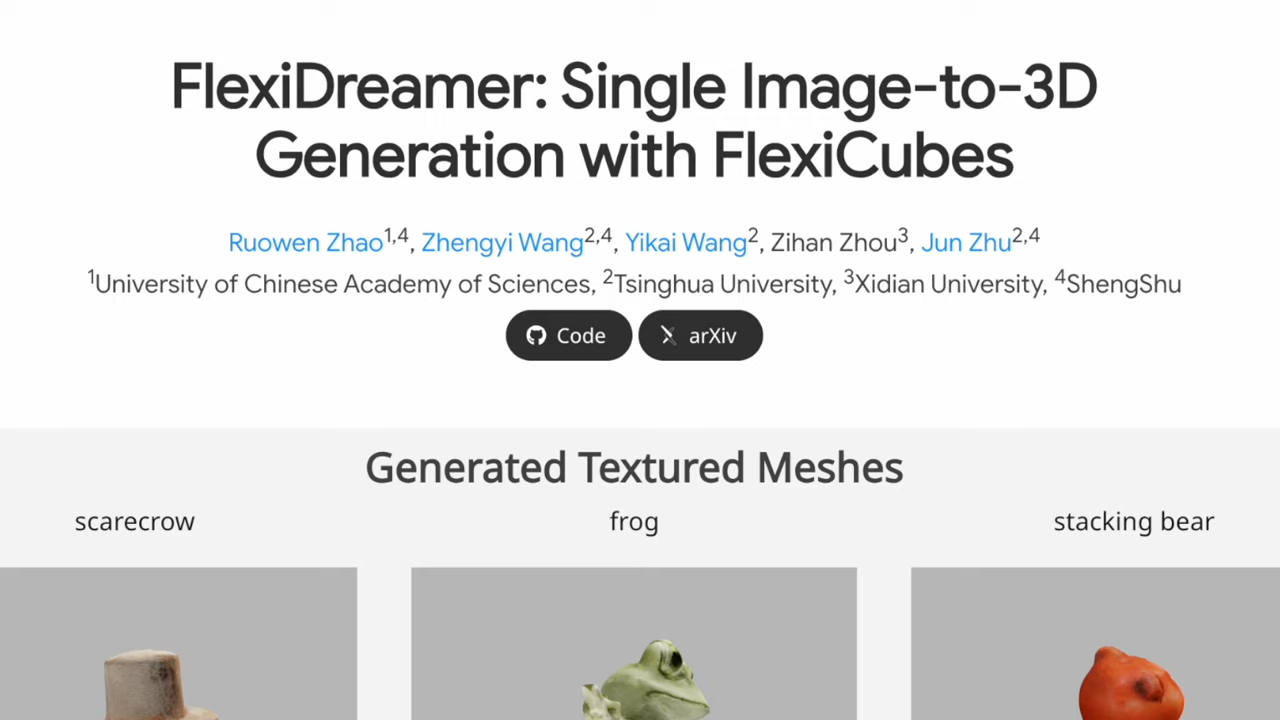 FlexiDreamer: Single Image-to-3D
Generation with FlexiCubes
Ruowen Zhao1,4, Zhengyi Wang2,4, Yikai Wang2, Zihan Zhou3, Jun Zhu2,4
1University of Chinese Academy of Sciences, 2Tsinghua University, 3Xidian University, 4ShengShu
Code arXiv
Generated Textured Meshes
scarecrow frog stacking bear